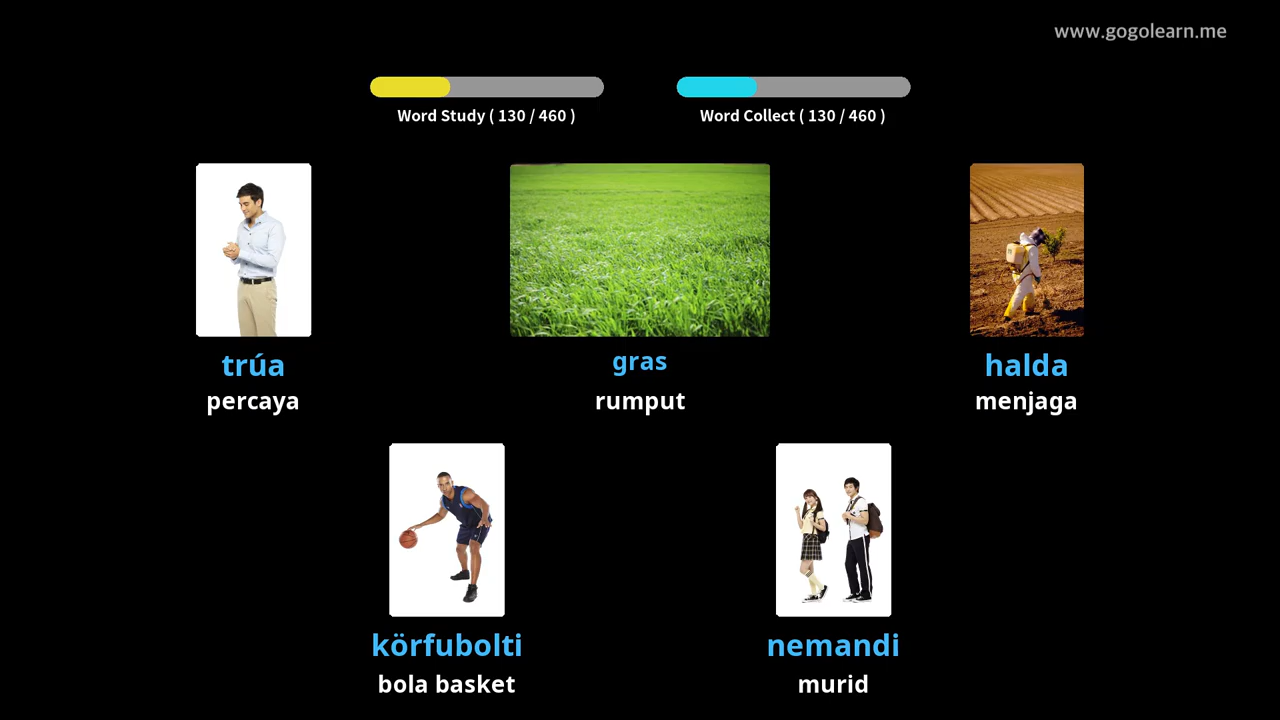 www.gogolearn.me
Word Study ( 130 / 460 )
Word Collect ( 130 / 460 )
trúa
percaya
gras
rumput
halda
menjaga
körfubolti
bola basket
nemandi
murid